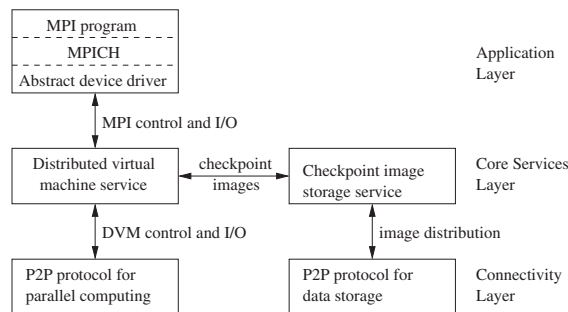 MPI program
MPICH
Abstract device driver
Application
Layer
MPI control and I/O
Distributed virtual
machine service
checkpoint
images
Checkpoint image
storage service
Core Services
Layer
DVM control and I/O
image distribution
P2P protocol for
parallel computing
P2P protocol for
data storage
Connectivity
Layer